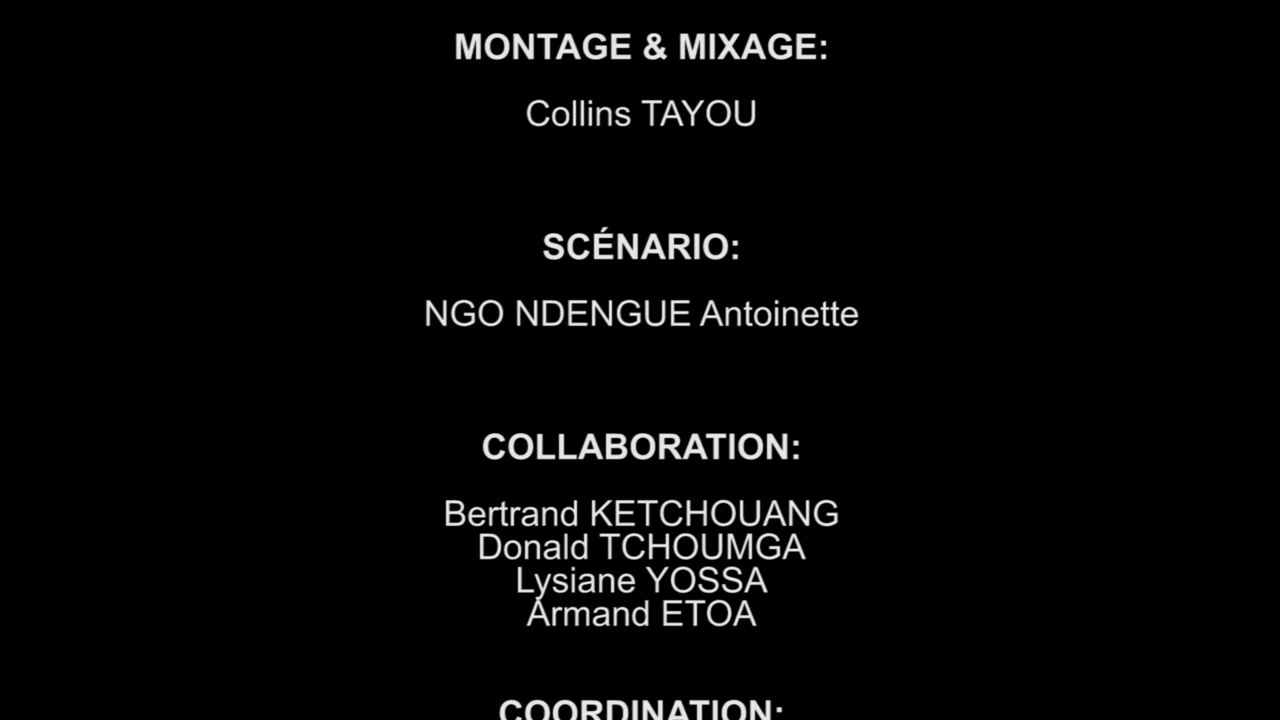 MONTAGE & MIXAGE:
Collins TAYOU
SCÉNARIO:
NGO NDENGUE Antoinette
COLLABORATION:
Bertrand KETCHOUANG
Donald TCHOUMGA
Lysiane YOSSA
Armand ETOA
COORDINATION: